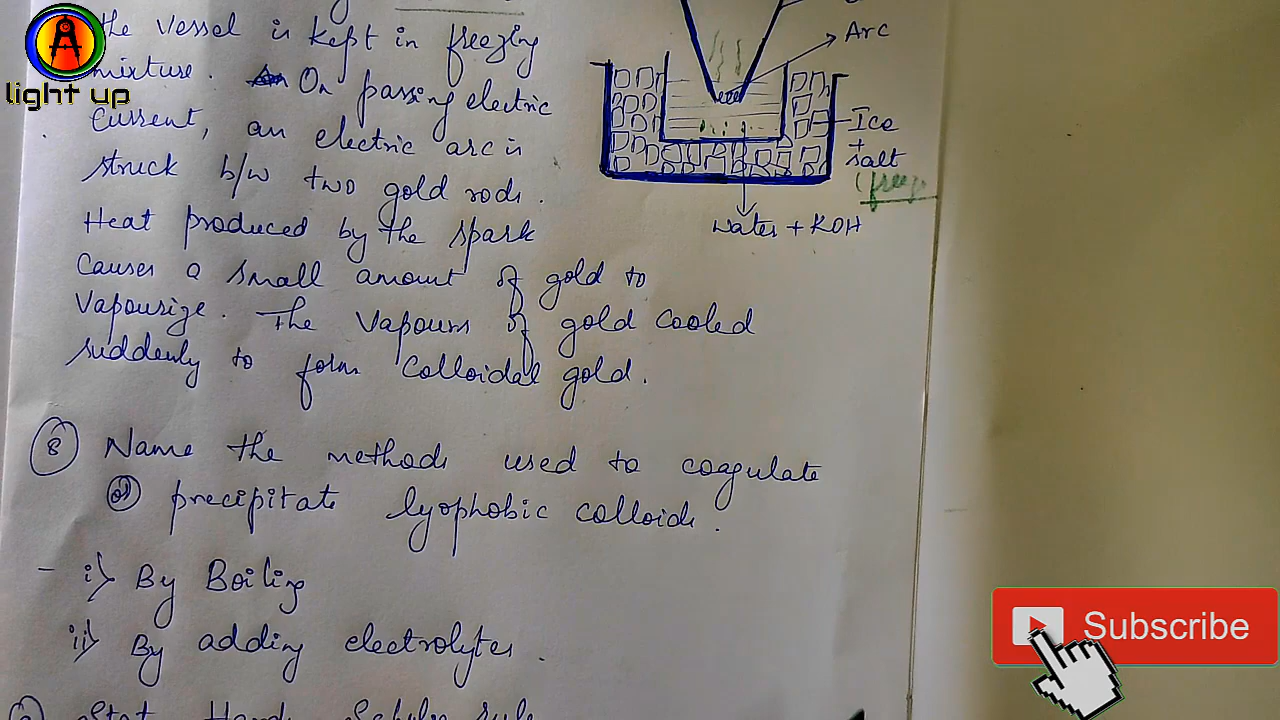 the vessel is kept in freezing
mixture. On passing electric
current, an electric arc is
struck b/w two gold rods.
Heat produced by the spark
causes a small amount of gold to
vapourize. The vapours of gold cooled
suddenly to form colloidal gold.
Arc
Ice
+
salt
(freez
Water + KOH
8 Name the methods used to coagulate
or precipitate lyophobic colloids.
- i) By Boiling
ii) By adding electrolytes.
rule
light up
Subscribe